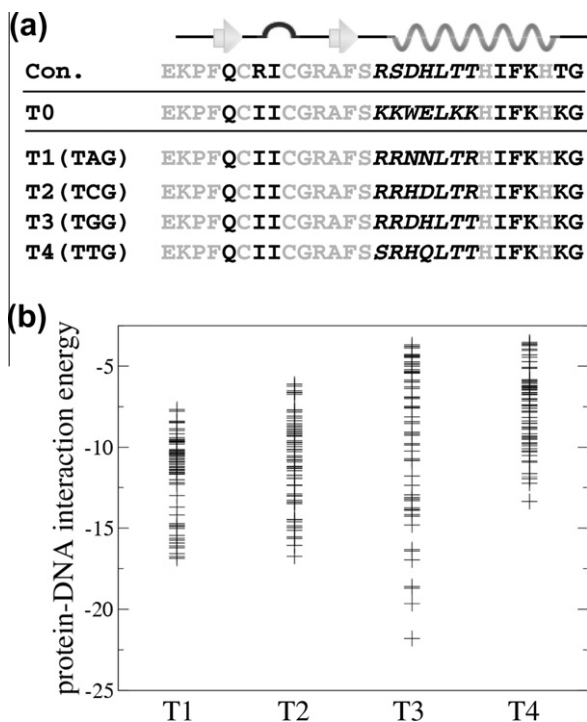 (a)
Con. EKPFQCRICGRAFSRSDHLTTHIFKHTG
T0 EKPFQCIICGRAFSKKWELKKHIFKHKG
T1(TAG) EKPFQCIICGRAFSRRNNLTRHIFKHKG
T2(TCG) EKPFQCIICGRAFSRRHDLTRHIFKHKG
T3(TGG) EKPFQCIICGRAFSRRDHLTTHIFKHKG
T4(TTG) EKPFQCIICGRAFSSRHQLTTHIFKHKG
(b)
protein-DNA interaction energy
-5
-10
-15
-20
-25
T1 T2 T3 T4